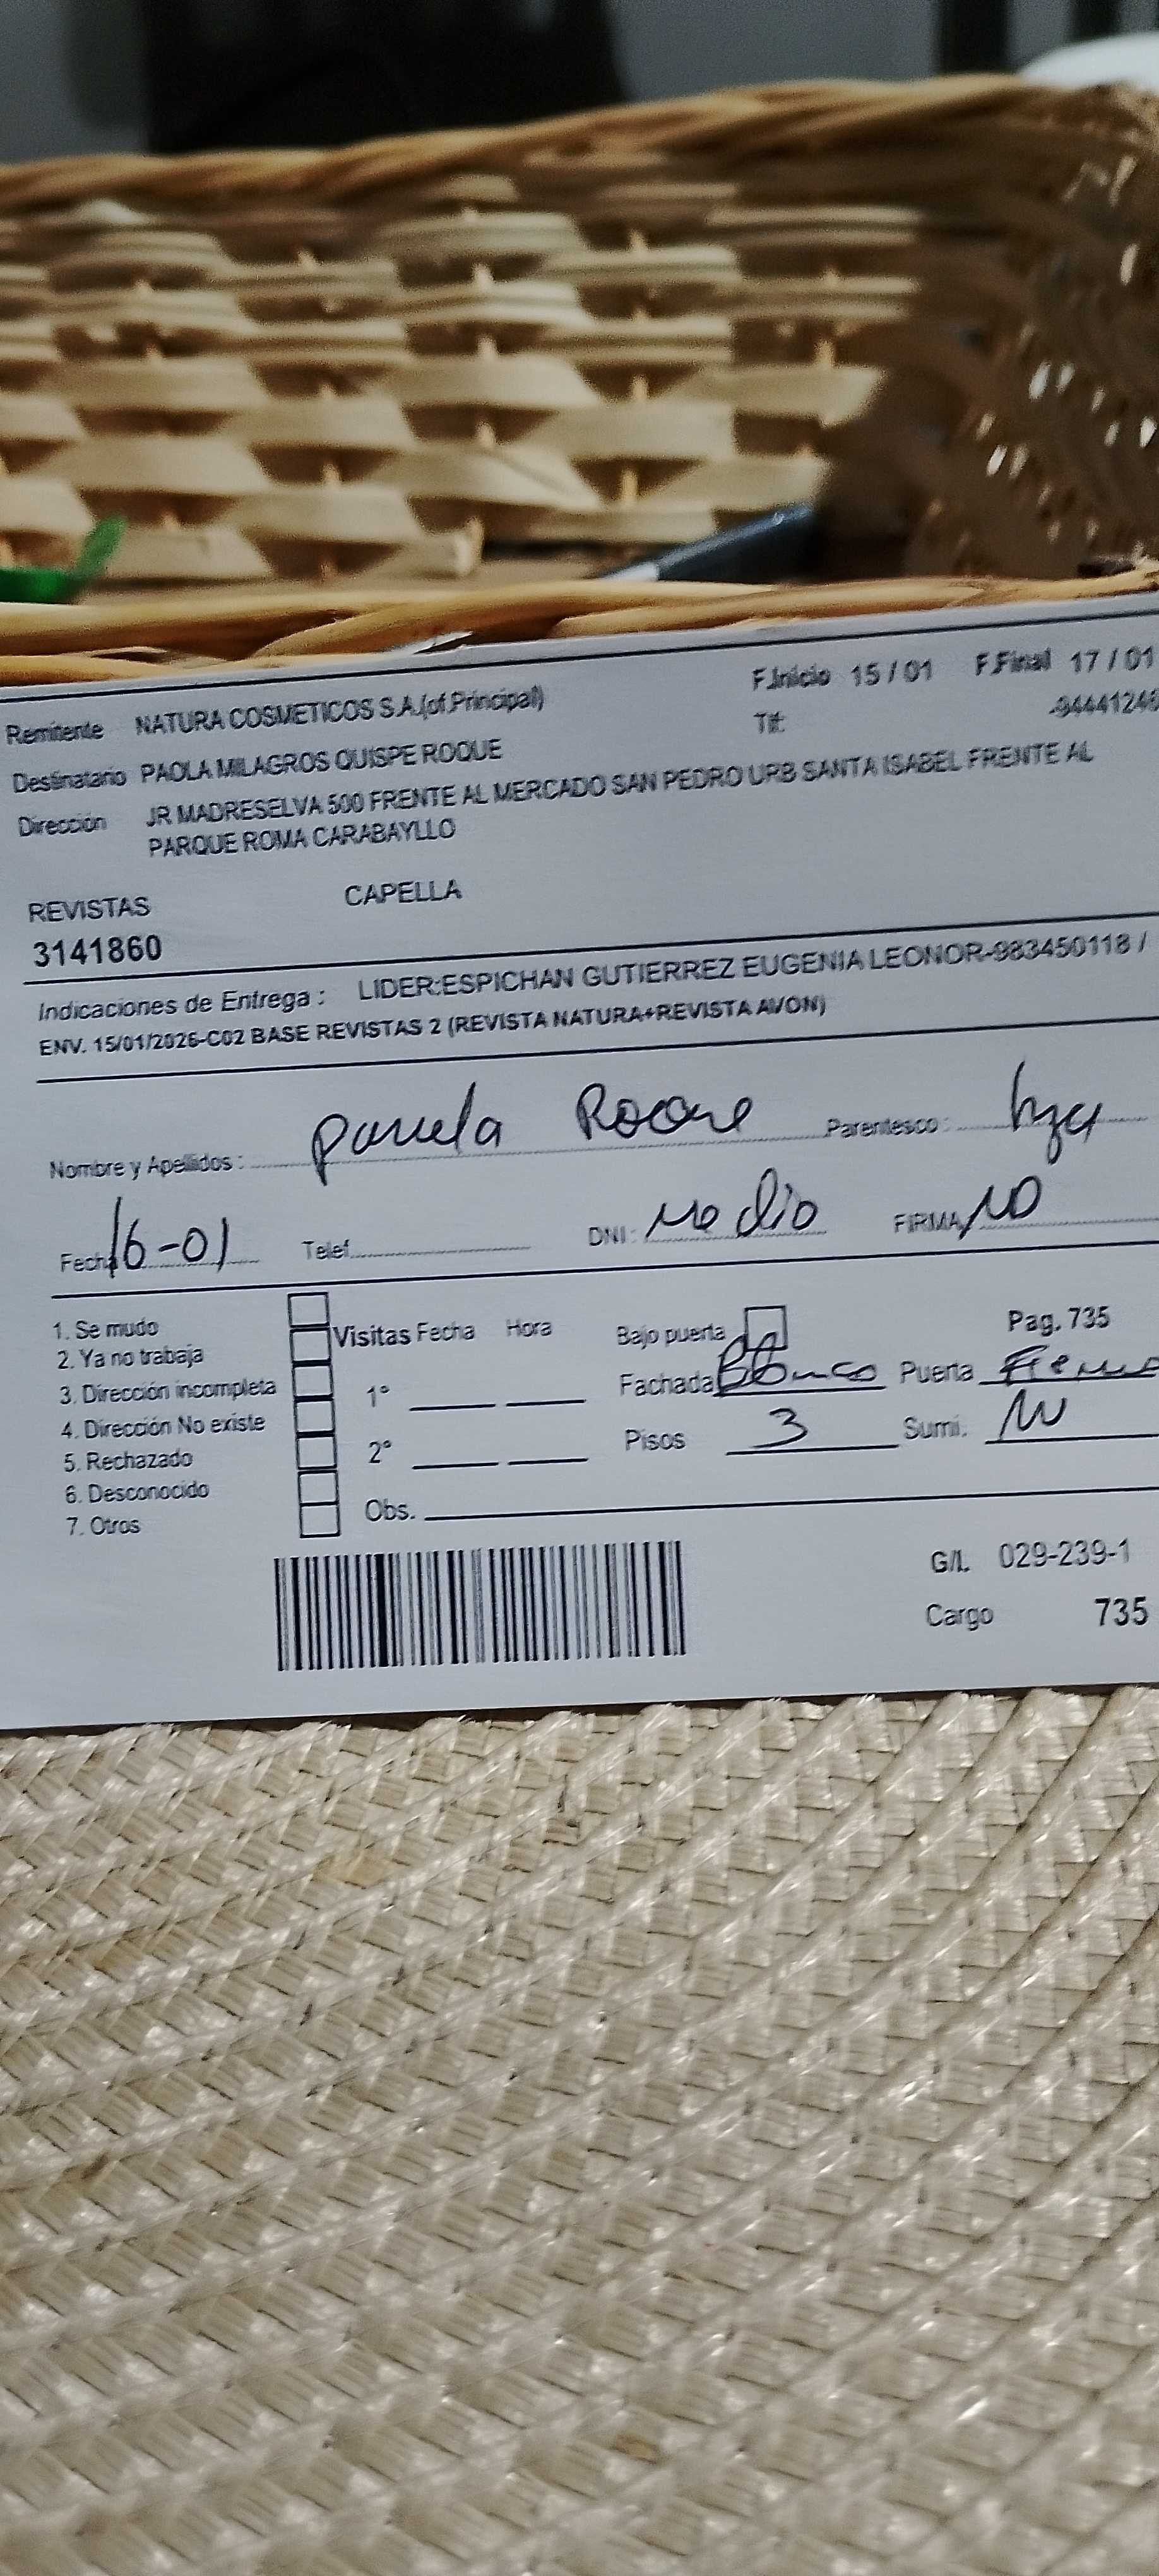 F.Inicio 15 / 01 F.Final 17 / 01
Remitente NATURA COSMETICOS S.A.(of.Principal)
Tlf: -94441246
Destinatario PAOLA MILAGROS QUISPE ROQUE
Dirección JR MADRESELVA 500 FRENTE AL MERCADO SAN PEDRO URB SANTA ISABEL FRENTE AL
PARQUE ROMA CARABAYLLO
REVISTAS CAPELLA
3141860
Indicaciones de Entrega : LIDER:ESPICHAN GUTIERREZ EUGENIA LEONOR-983450118 /
ENV. 15/01/2026-C02 BASE REVISTAS 2 (REVISTA NATURA+REVISTA AVON)
Nombre y Apellidos : Roque Parentesco :
Fecha 16-01 Telef. DNI : No dio FIRMA NO
1. Se mudo
2. Ya no trabaja
3. Dirección incompleta
4. Dirección No existe
5. Rechazado
6. Desconocido
7. Otros
Visitas Fecha Hora
1°
2°
Obs.
Bajo puerta Pag. 735
Fachada Blanco Puerta
Pisos 3 Sumi.
G/L 029-239-1
Cargo 735